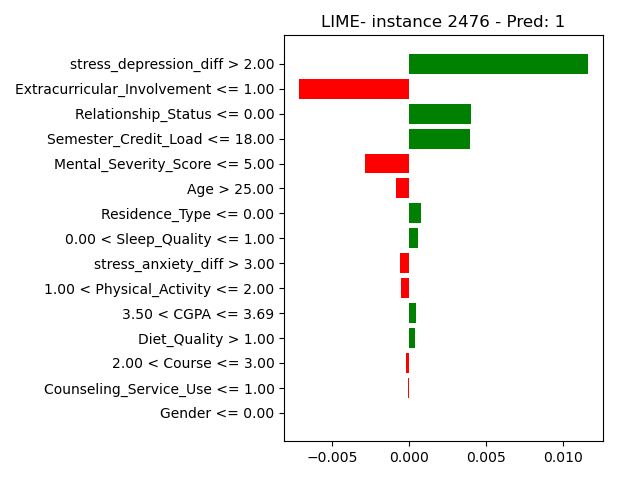 LIME- instance 2476 - Pred: 1
stress_depression_diff > 2.00
Extracurricular_Involvement <= 1.00
Relationship_Status <= 0.00
Semester_Credit_Load <= 18.00
Mental_Severity_Score <= 5.00
Age > 25.00
Residence_Type <= 0.00
0.00 < Sleep_Quality <= 1.00
stress_anxiety_diff > 3.00
1.00 < Physical_Activity <= 2.00
3.50 < CGPA <= 3.69
Diet_Quality > 1.00
2.00 < Course <= 3.00
Counseling_Service_Use <= 1.00
Gender <= 0.00
−0.005 0.000 0.005 0.010